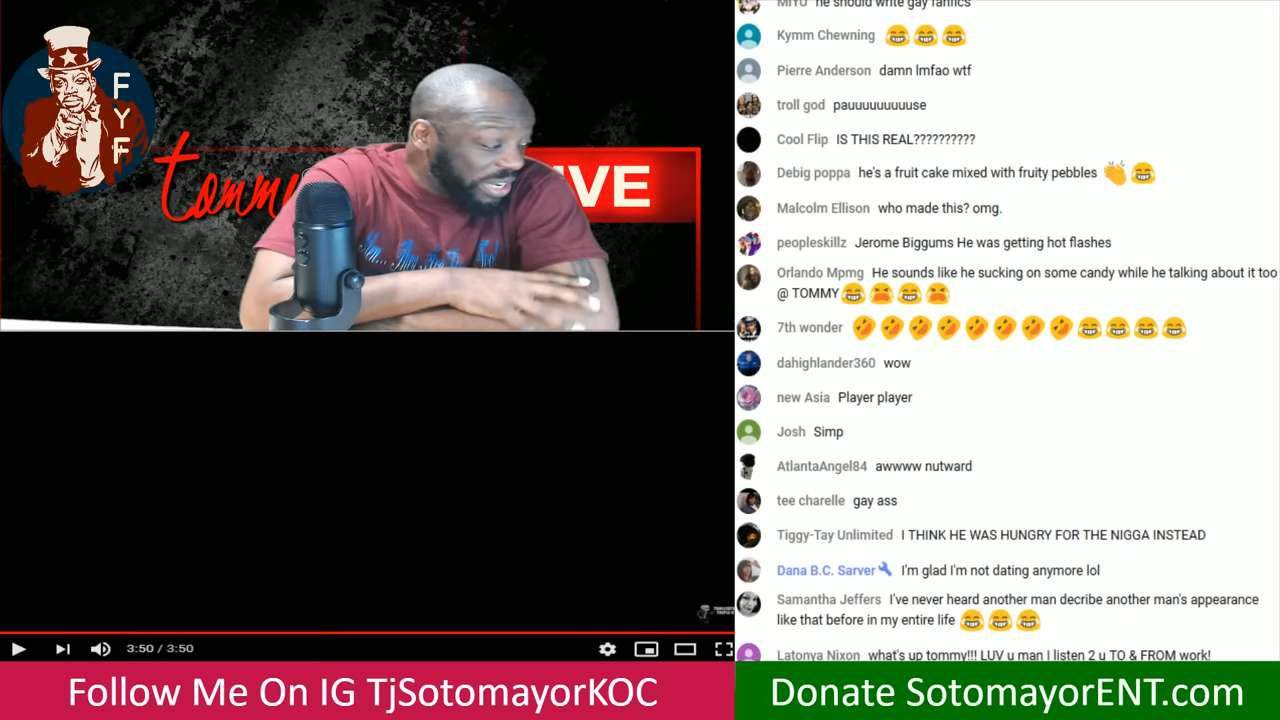 F
Y
F
tommy
IVE
3:50 / 3:50
Follow Me On IG TjSotomayorKOC
MIYU he should write gay fanfics
Kymm Chewning 😂😂😂
Pierre Anderson damn lmfao wtf
troll god pauuuuuuuuuse
Cool Flip IS THIS REAL??????????
Debig poppa he's a fruit cake mixed with fruity pebbles 👏😂
Malcolm Ellison who made this? omg.
peopleskillz Jerome Biggums He was getting hot flashes
Orlando Mpmg He sounds like he sucking on some candy while he talking about it too
@ TOMMY😂😫😂😫
7th wonder 🤣🤣🤣🤣🤣🤣🤣🤣😂😂😂😂
dahighlander360 wow
new Asia Player player
Josh Simp
AtlantaAngel84 awwww nutward
tee charelle gay ass
Tiggy-Tay Unlimited I THINK HE WAS HUNGRY FOR THE NIGGA INSTEAD
Dana B.C. Sarver I'm glad I'm not dating anymore lol
Samantha Jeffers I've never heard another man decribe another man's appearance
like that before in my entire life 😂😂😂
Latonya Nixon what's up tommy!!! LUV u man I listen 2 u TO & FROM work!
Donate SotomayorENT.com